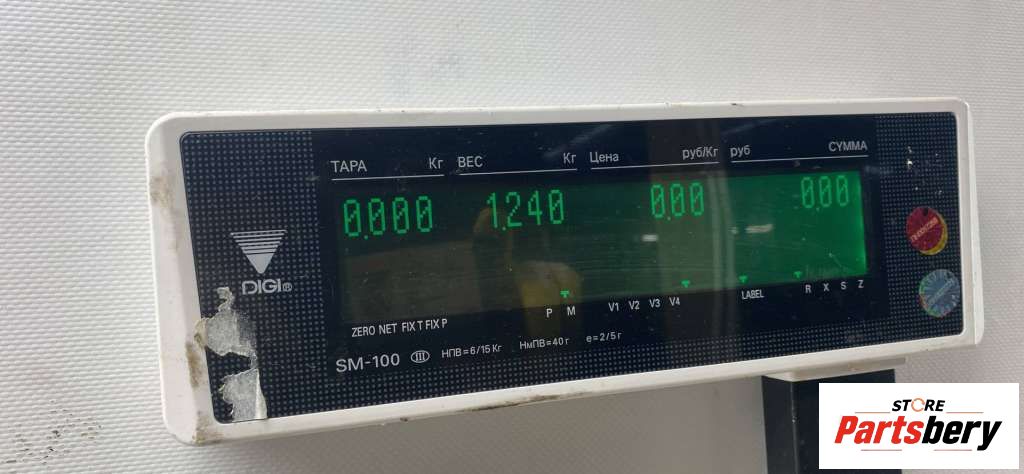 ТАРА Кг ВЕС Кг Цена руб/Кг руб СУММА
0.000 1.240 0.00 0.00
DIGI®
P M V1 V2 V3 V4 LABEL R X S Z
ZERO NET FIX T FIX P
SM-100 III НПВ=6/15 Кг НмПВ=40 г е=2/5 г
STORE
Partsbery